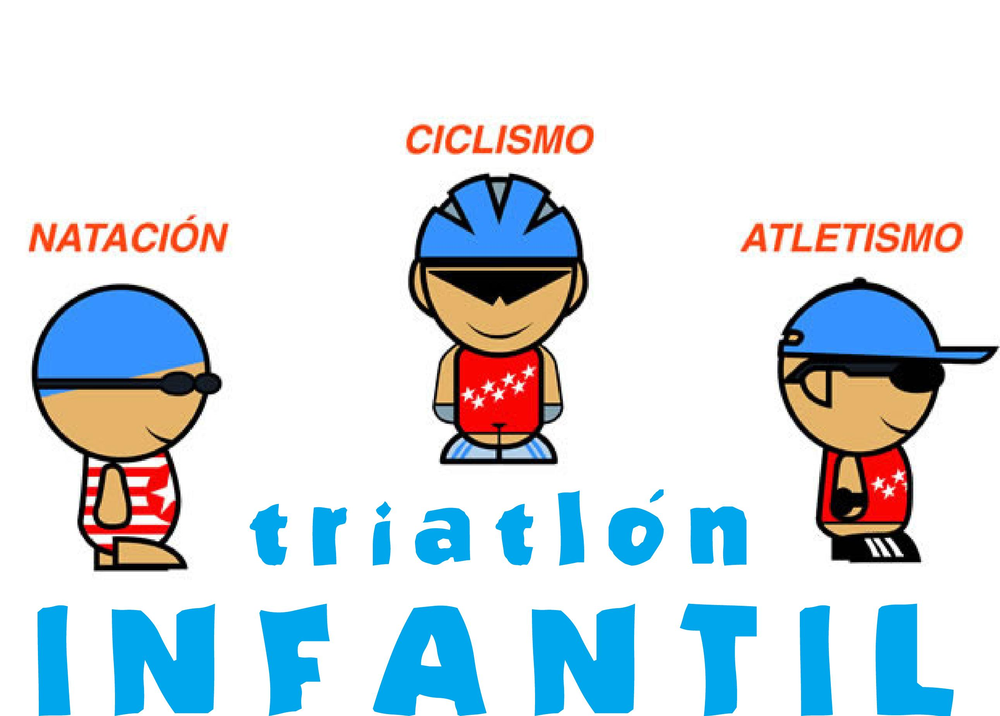 CICLISMO
NATACIÓN
ATLETISMO
triatlón
INFANTIL